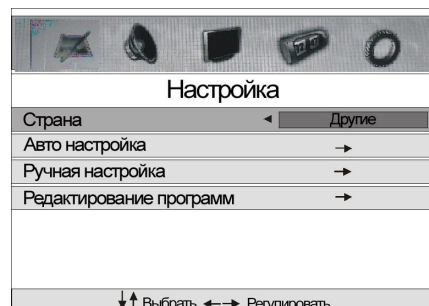 Настройка
Страна ◄ Другие
Авто настройка →
Ручная настройка →
Редактирование программ →
↓↑ Выбрать ←→ Регулировать